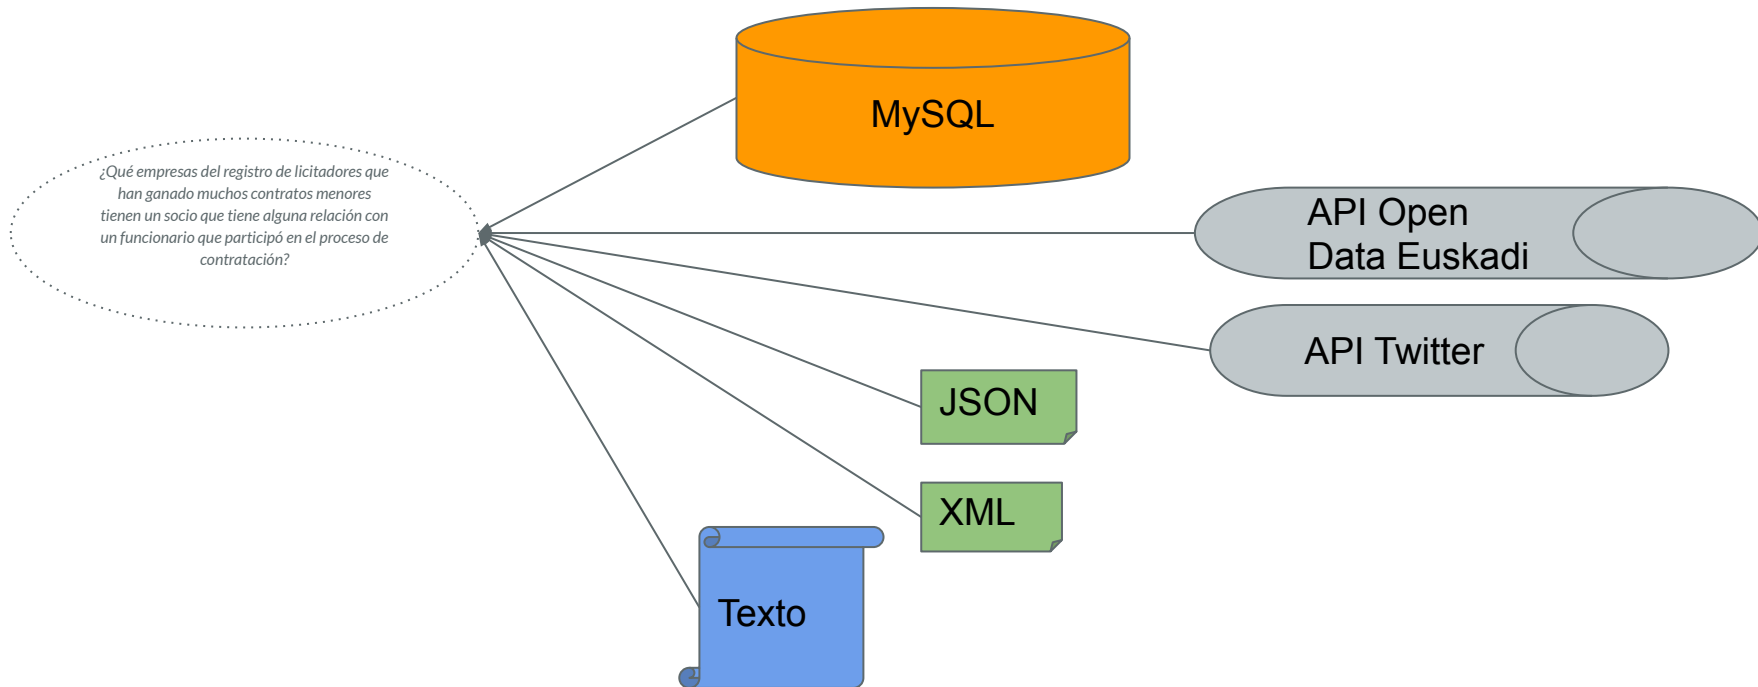 ¿Qué empresas del registro de licitadores que
han ganado muchos contratos menores
tienen un socio que tiene alguna relación con
un funcionario que participó en el proceso de
contratación?
MySQL
API Open
Data Euskadi
API Twitter
JSON
XML
Texto